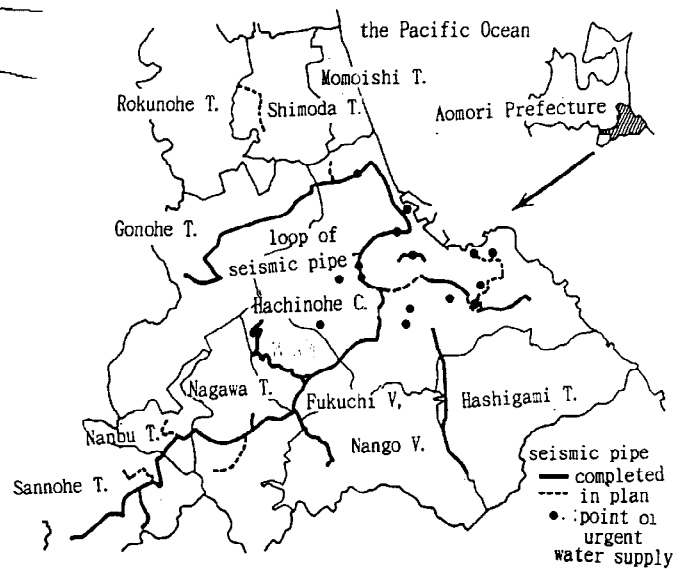 the Pacific Ocean
Momoishi T.
Rokunohe T.
Shimoda T.
Aomori Prefecture
Gonohe T.
loop of
seismic pipe
Hachinohe C.
Nagawa T.
Fukuchi V.
Hashigami T.
Nanbu T.
Nango V.
Sannohe T.
seismic pipe
completed
in plan
point of
urgent
water supply